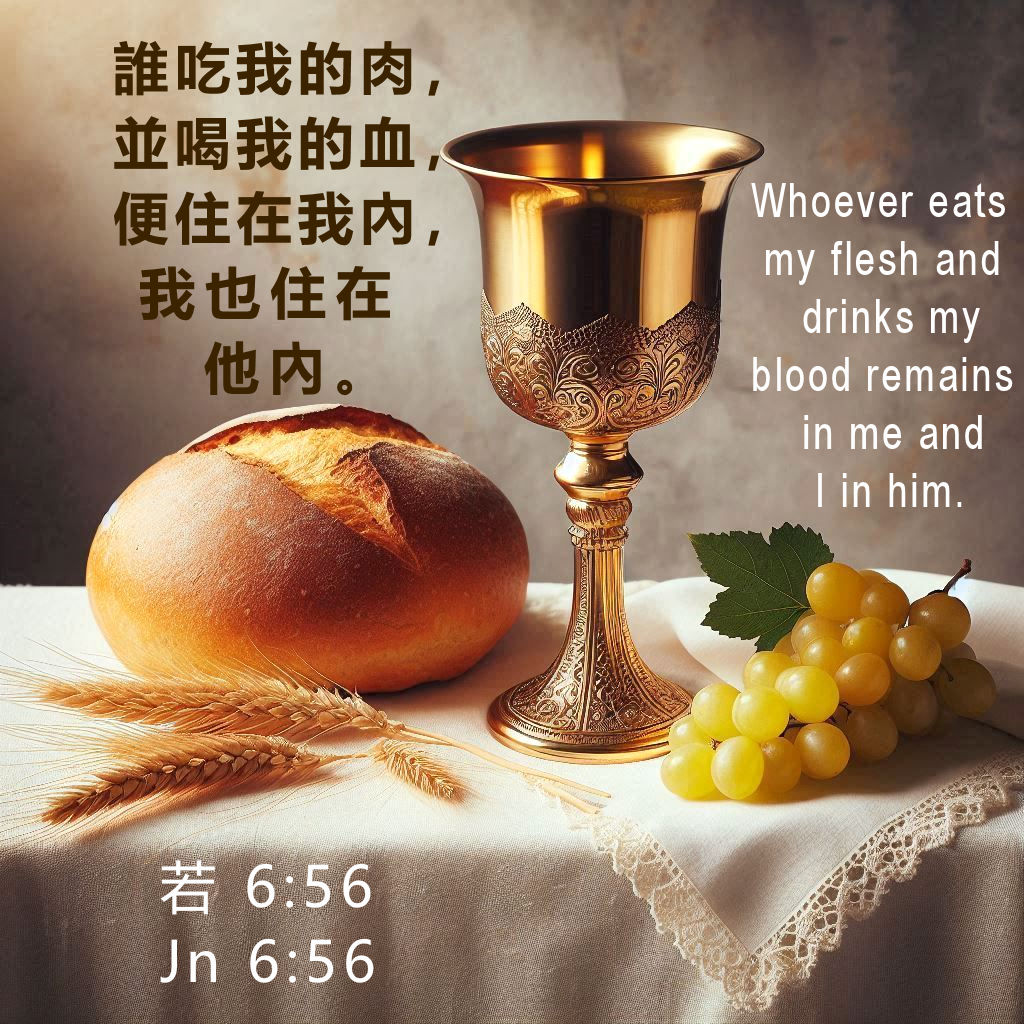 誰吃我的肉，
並喝我的血，
便住在我內，
我也住在
他內。
Whoever eats
my flesh and
drinks my
blood remains
in me and
I in him.
若 6:56
Jn 6:56